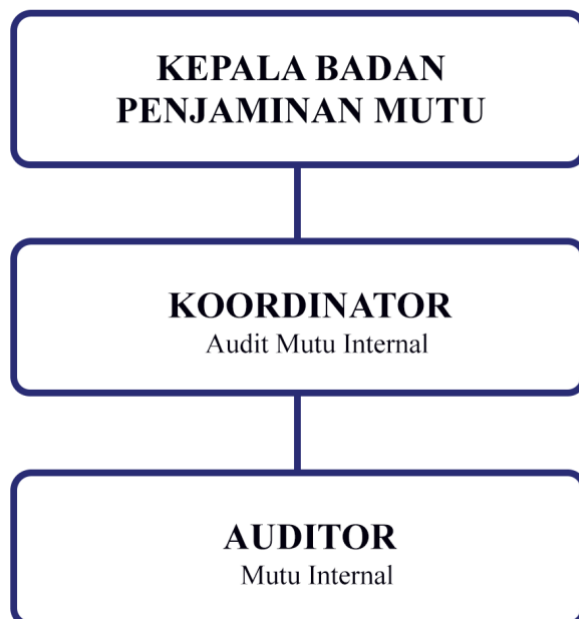 KEPALA BADAN
PENJAMINAN MUTU
KOORDINATOR
Audit Mutu Internal
AUDITOR
Mutu Internal